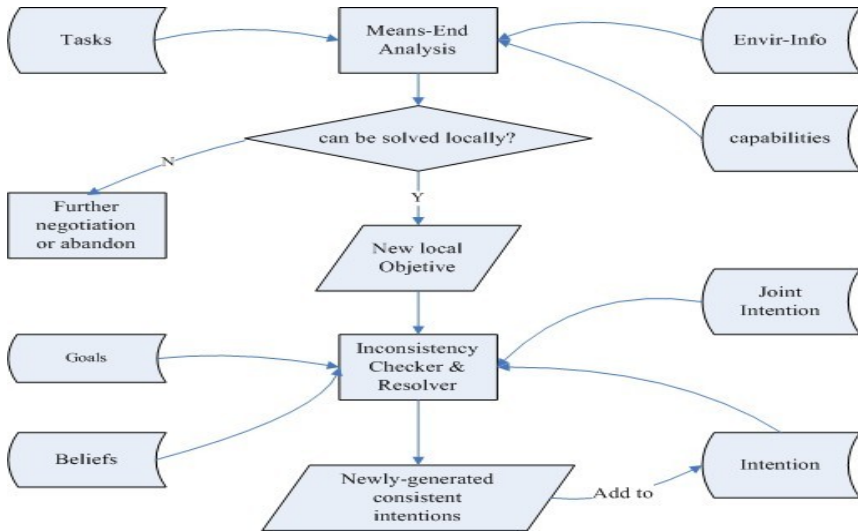 Tasks
Means-End
Analysis
Envir-Info
can be solved locally?
capabilities
N
Y
Further
negotiation
or abandon
New local
Objetive
Joint
Intention
Goals
Inconsistency
Checker &
Resolver
Beliefs
Newly-generated
consistent
intentions
Add to
Intention